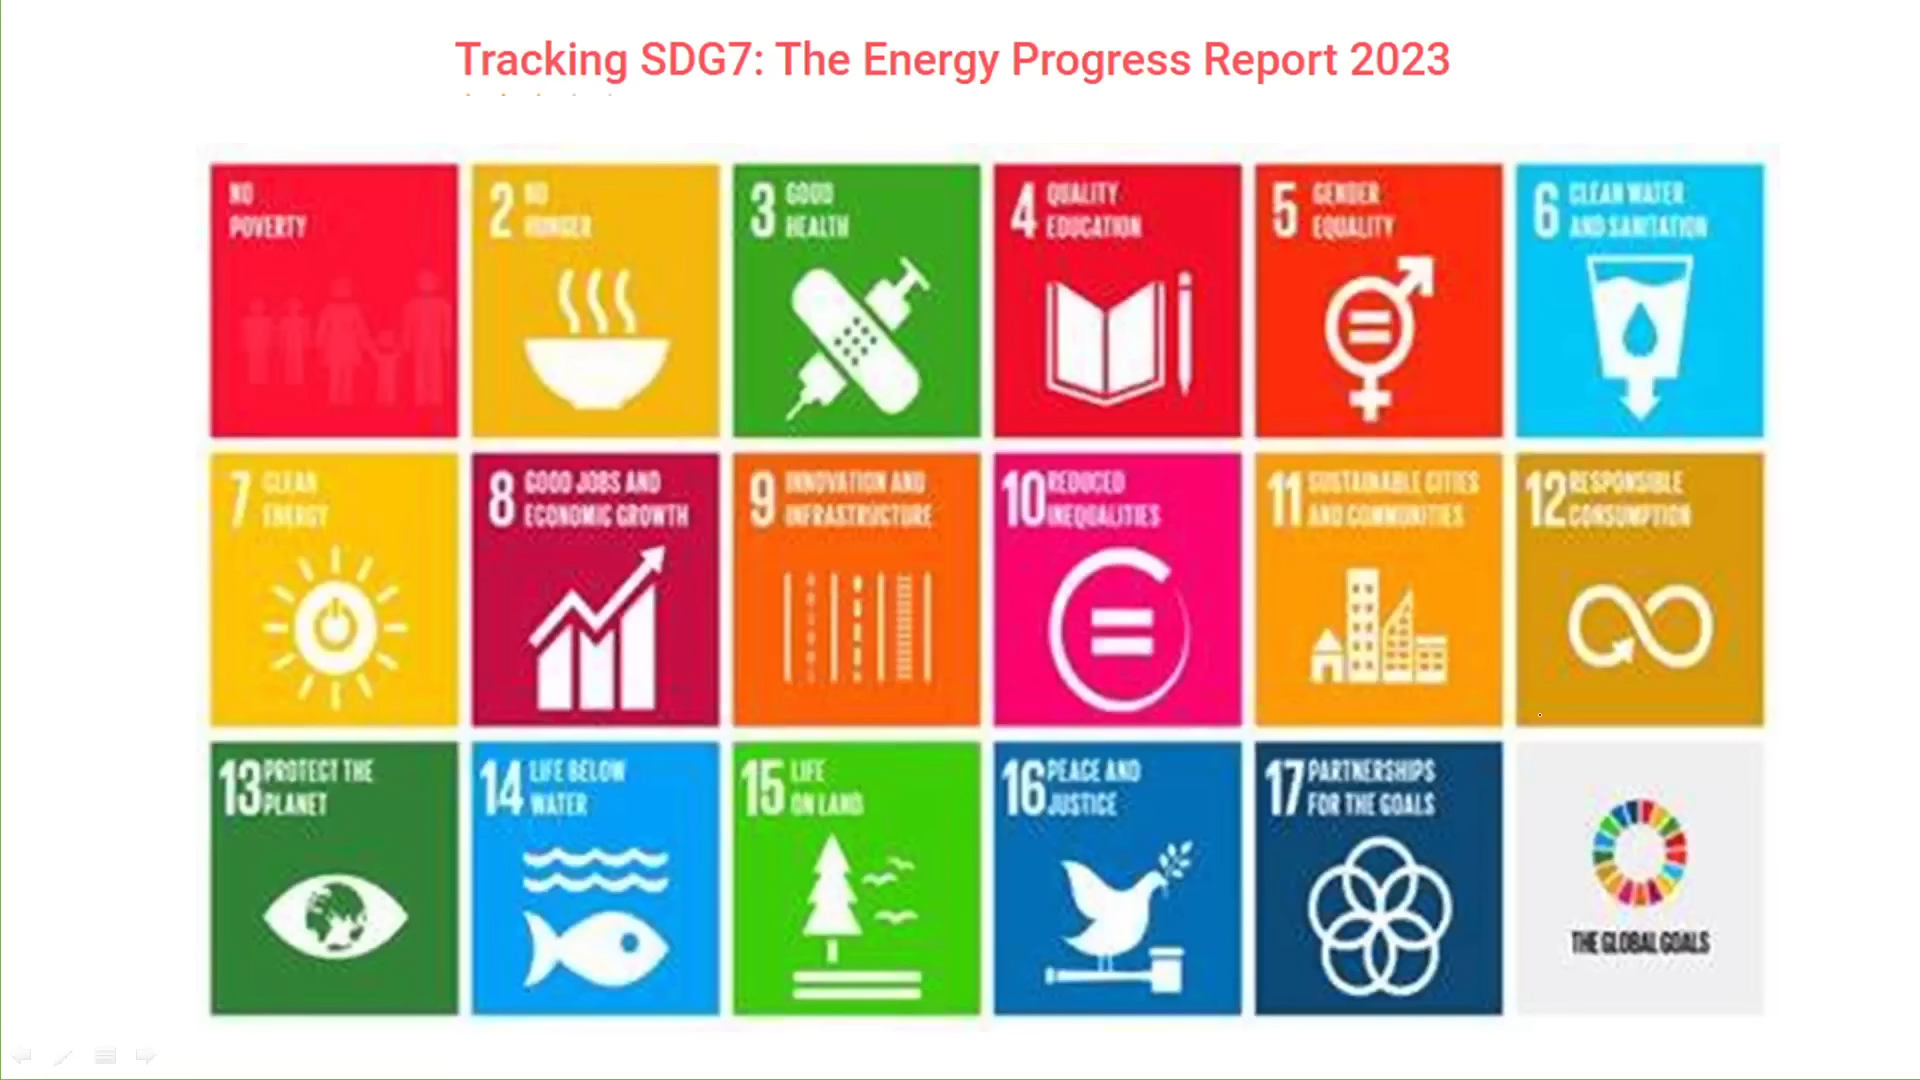 Tracking SDG7: The Energy Progress Report 2023
NO
POVERTY
2 NO
HUNGER
3 GOOD
HEALTH
4 QUALITY
EDUCATION
5 GENDER
EQUALITY
6 CLEAN WATER
AND SANITATION
7 CLEAN
ENERGY
8 GOOD JOBS AND
ECONOMIC GROWTH
9 INNOVATION AND
INFRASTRUCTURE
10 REDUCED
INEQUALITIES
11 SUSTAINABLE CITIES
AND COMMUNITIES
12 RESPONSIBLE
CONSUMPTION
13 PROTECT THE
PLANET
14 LIFE BELOW
WATER
15 LIFE
ON LAND
16 PEACE AND
JUSTICE
17 PARTNERSHIPS
FOR THE GOALS
THE GLOBAL GOALS